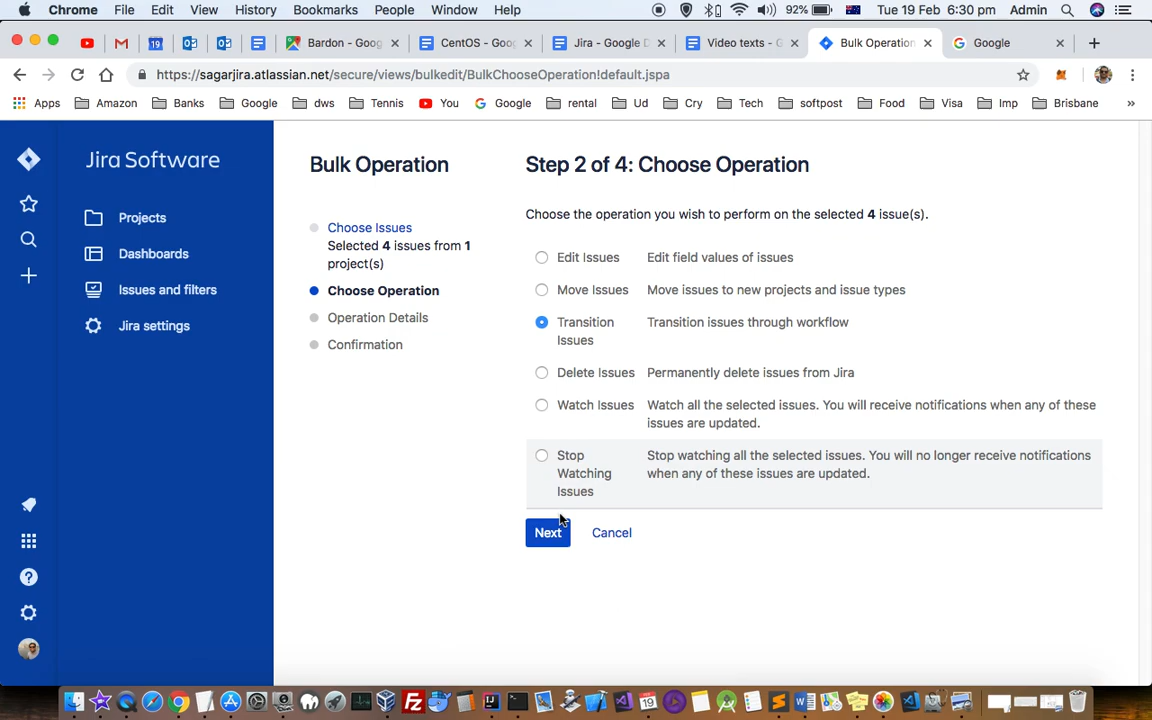 Chrome File Edit View History Bookmarks People Window Help 92% Tue 19 Feb 6:30 pm Admin
Bardon - Goog CentOS - Goog Jira - Google D Video texts - G Bulk Operation Google
https://sagarjira.atlassian.net/secure/views/bulkedit/BulkChooseOperation!default.jspa
Apps Amazon Banks Google dws Tennis You Google rental Ud Cry Tech softpost Food Visa Imp Brisbane »
Jira Software
Projects
Dashboards
Issues and filters
Jira settings
Bulk Operation
Choose Issues
Selected 4 issues from 1
project(s)
Choose Operation
Operation Details
Confirmation
Step 2 of 4: Choose Operation
Choose the operation you wish to perform on the selected 4 issue(s).
Edit Issues Edit field values of issues
Move Issues Move issues to new projects and issue types
Transition Transition issues through workflow
Issues
Delete Issues Permanently delete issues from Jira
Watch Issues Watch all the selected issues. You will receive notifications when any of these
issues are updated.
Stop Stop watching all the selected issues. You will no longer receive notifications
Watching when any of these issues are updated.
Issues
Next Cancel